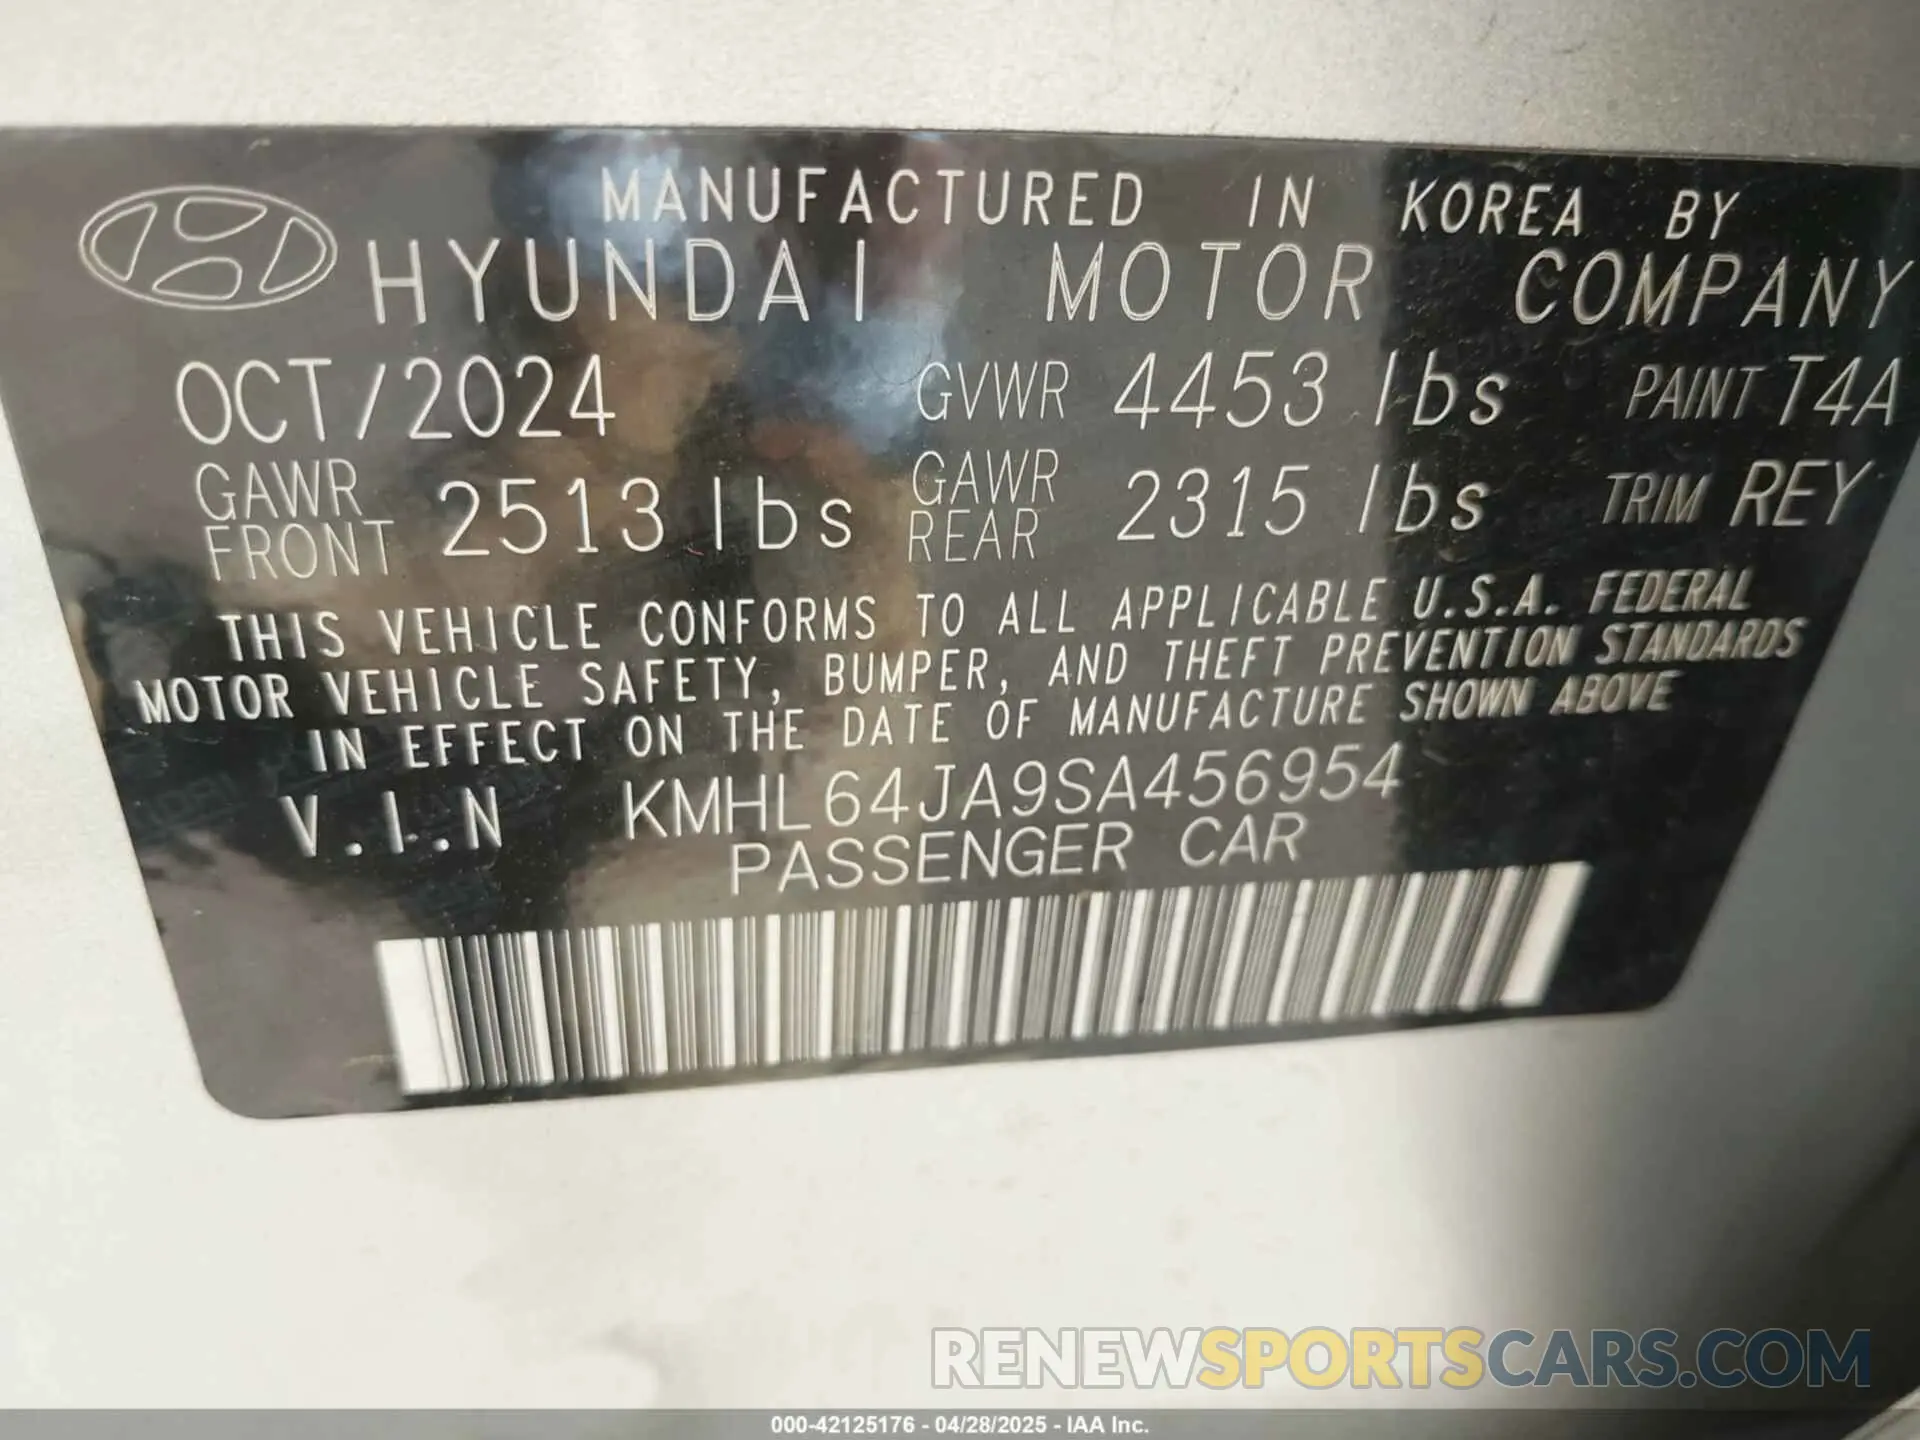 MANUFACTURED IN KOREA BY
HYUNDAI MOTOR COMPANY
OCT/2024 GVWR 4453 lbs PAINT T4A
GAWR FRONT 2513 lbs GAWR REAR 2315 lbs TRIM REY
THIS VEHICLE CONFORMS TO ALL APPLICABLE U.S.A. FEDERAL
MOTOR VEHICLE SAFETY, BUMPER, AND THEFT PREVENTION STANDARDS
IN EFFECT ON THE DATE OF MANUFACTURE SHOWN ABOVE
V.I.N KMHL64JA9SA456954
PASSENGER CAR
RENEWSPORTSCARS.COM
000-42125176 - 04/28/2025 - IAA Inc.